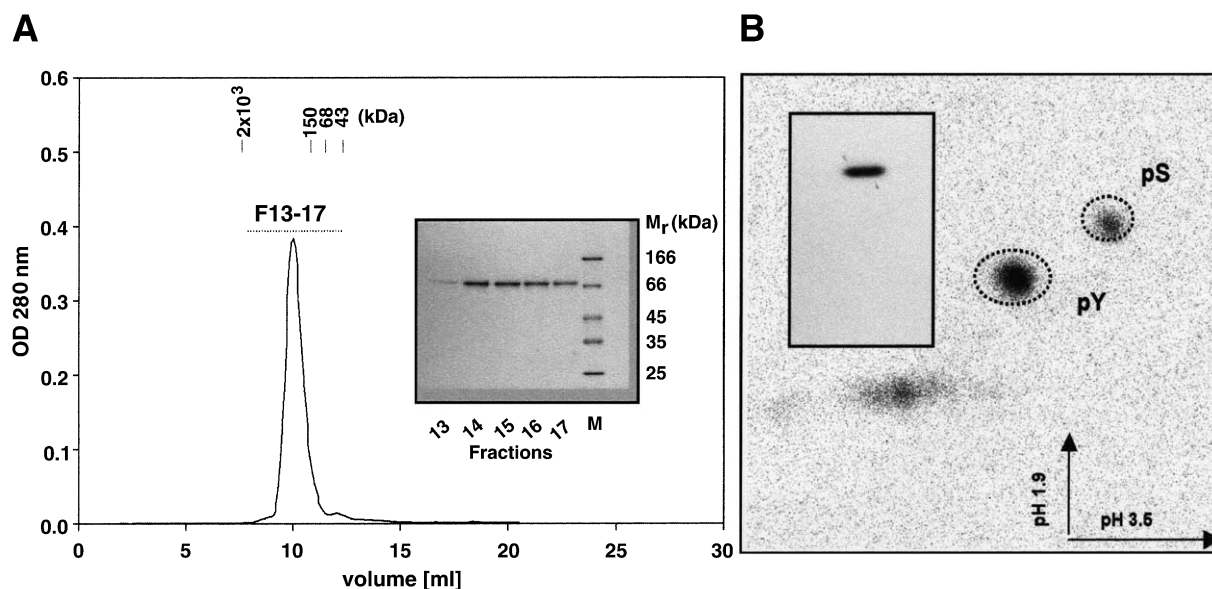 A
B
0.6
0.5
0.4
0.3
0.2
0.1
0.0
OD 280 nm
0 5 10 15 20 25 30
volume [ml]
2x10³
150
68
43
(kDa)
F13-17
Mr (kDa)
166
66
45
35
25
13 14 15 16 17 M
Fractions
pS
pY
pH 1.9
pH 3.5